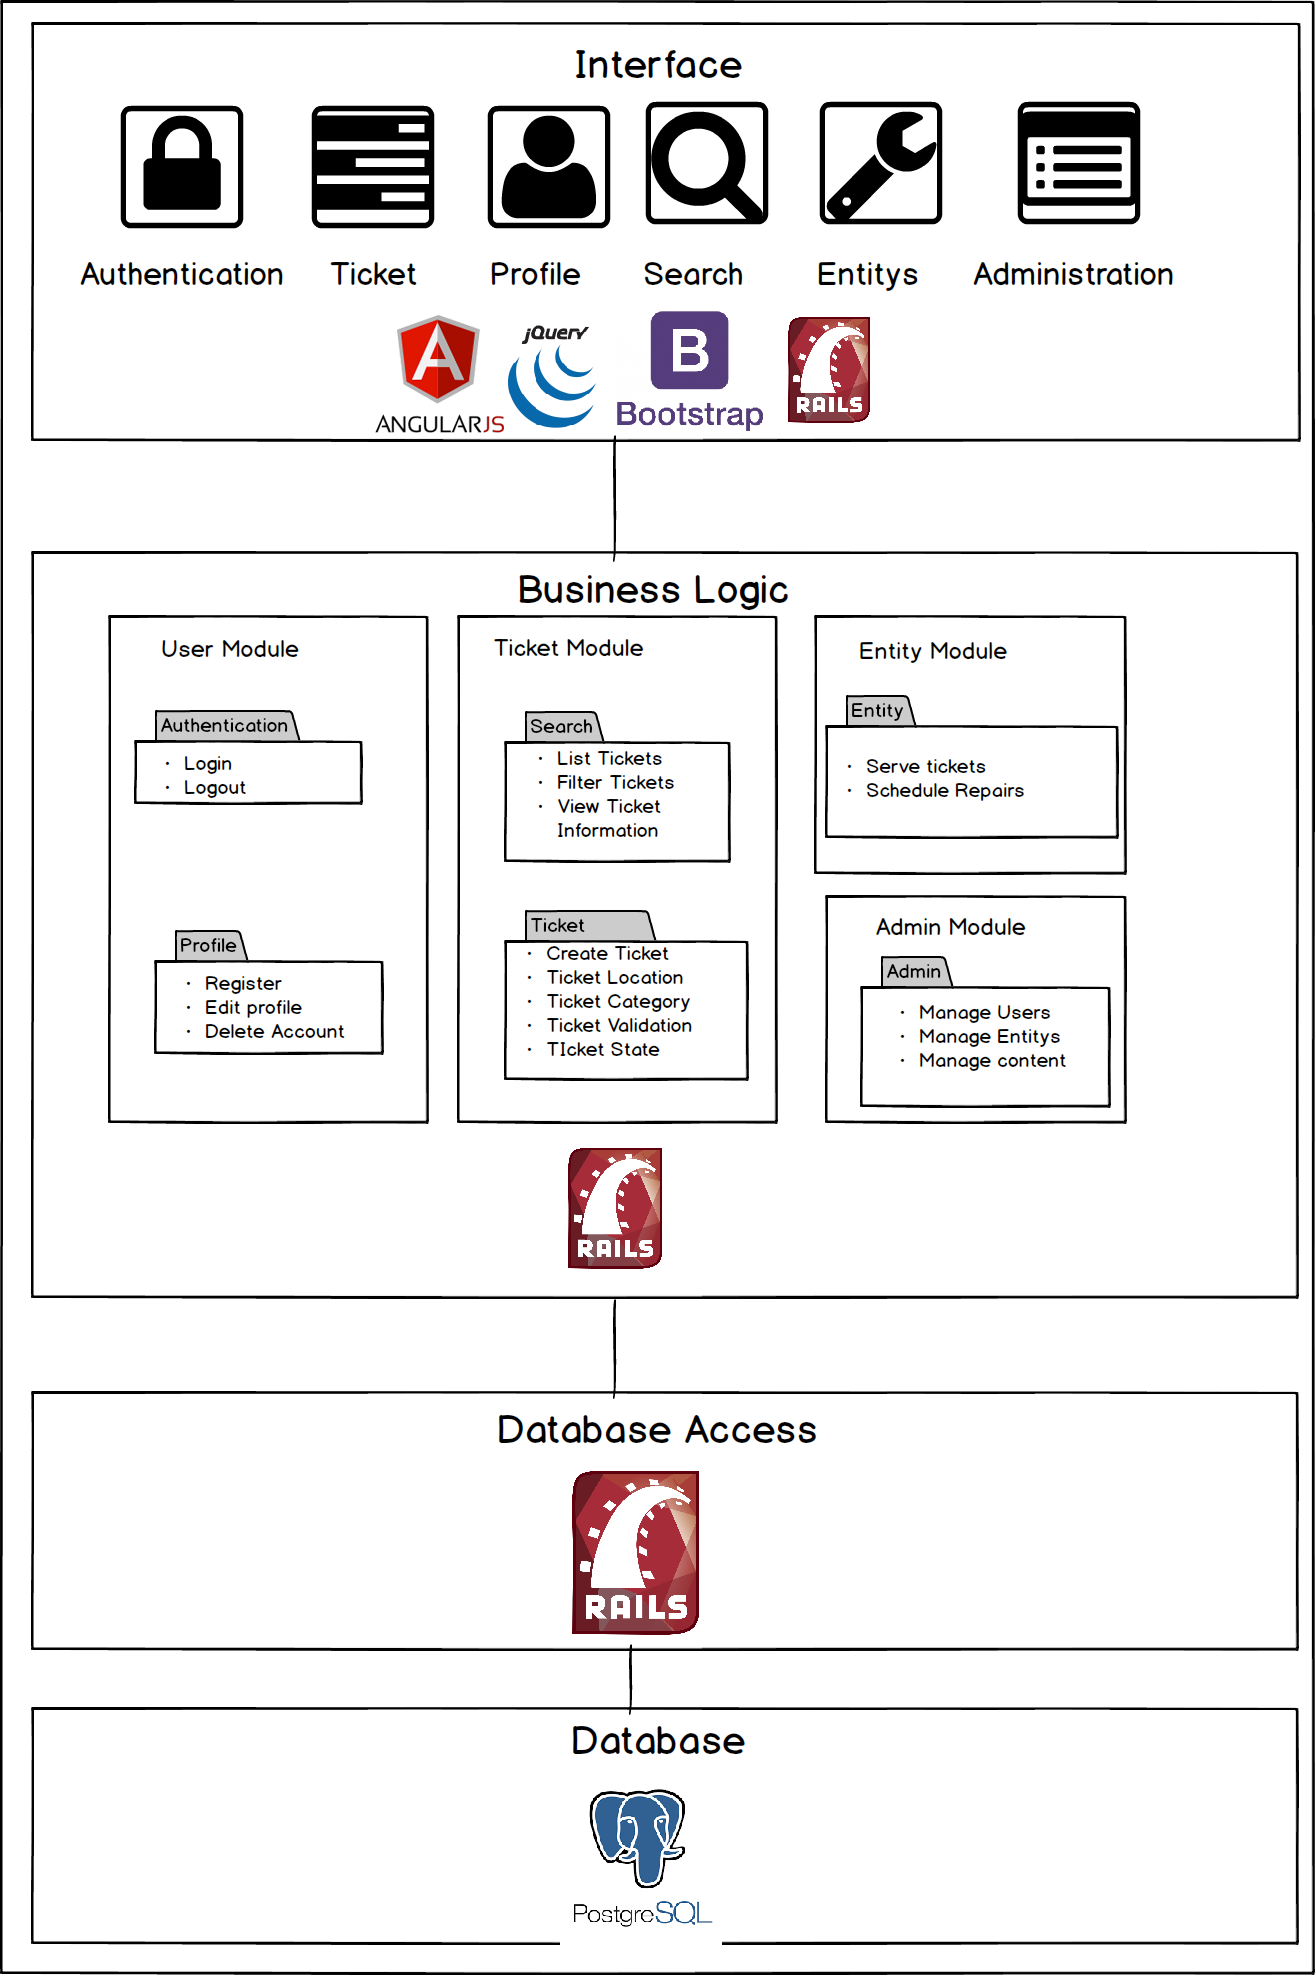 Interface
Authentication
Ticket
Profile
Search
Entitys
Administration
ANGULARJS
jQuery
B
Bootstrap
RAILS
Business Logic
User Module
Authentication
· Login
· Logout
Profile
· Register
· Edit profile
· Delete Account
Ticket Module
Search
· List Tickets
· Filter Tickets
· View Ticket
Information
Ticket
· Create Ticket
· Ticket Location
· Ticket Category
· Ticket Validation
· TIcket State
Entity Module
Entity
· Serve tickets
· Schedule Repairs
Admin Module
Admin
· Manage Users
· Manage Entitys
· Manage content
RAILS
Database Access
RAILS
Database
PostgreSQL